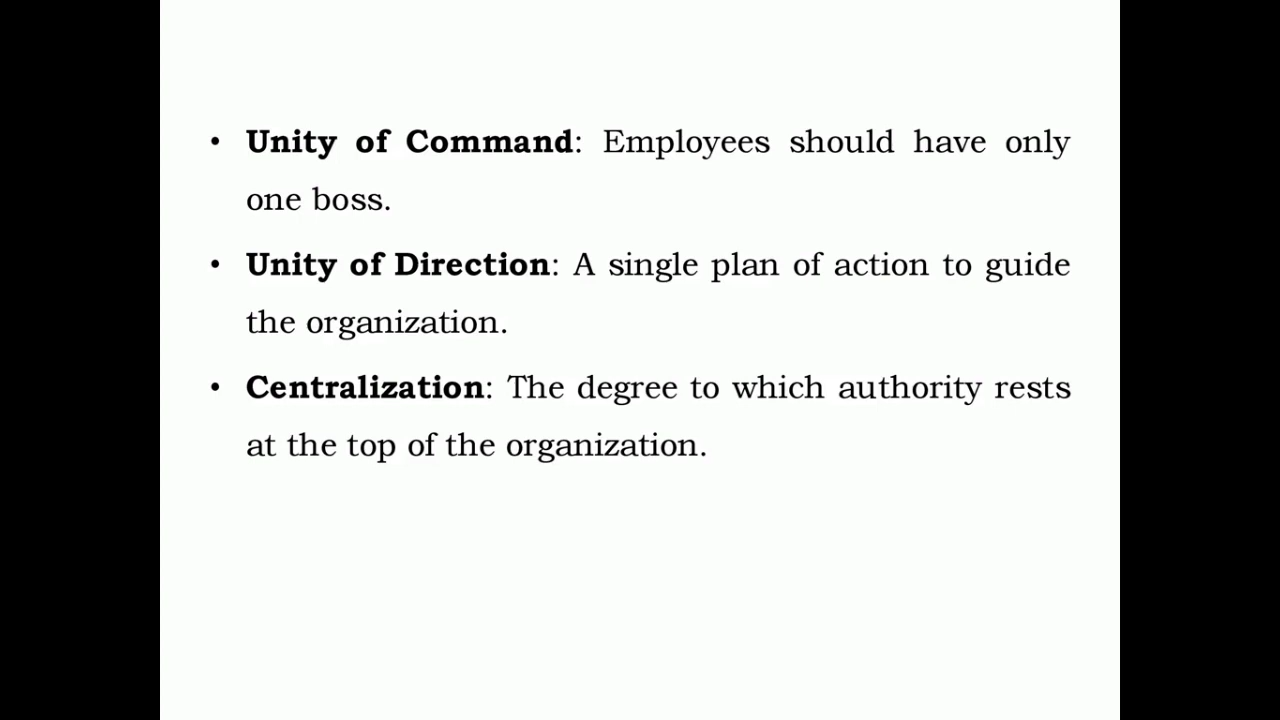 • Unity of Command: Employees should have only
one boss.
• Unity of Direction: A single plan of action to guide
the organization.
• Centralization: The degree to which authority rests
at the top of the organization.